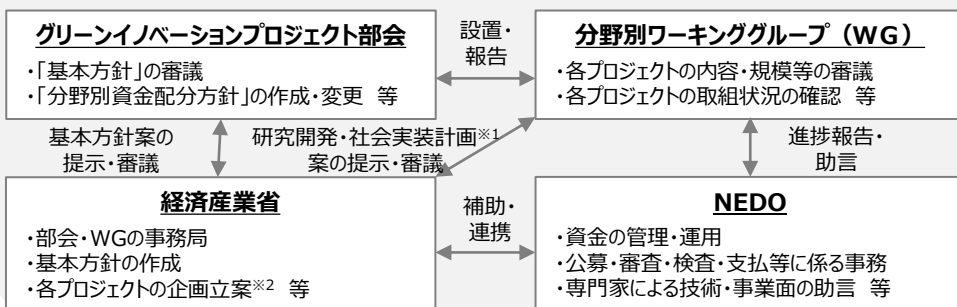 グリーンイノベーションプロジェクト部会
・「基本方針」の審議
・「分野別資金配分方針」の作成・変更 等
設置・
報告
分野別ワーキンググループ（WG）
・各プロジェクトの内容・規模等の審議
・各プロジェクトの取組状況の確認 等
基本方針案の
提示・審議
研究開発・社会実装計画※1
案の提示・審議
進捗報告・
助言
経済産業省
・部会・WGの事務局
・基本方針の作成
・各プロジェクトの企画立案※2 等
補助・
連携
NEDO
・資金の管理・運用
・公募・審査・検査・支払等に係る事務
・専門家による技術・事業面の助言 等